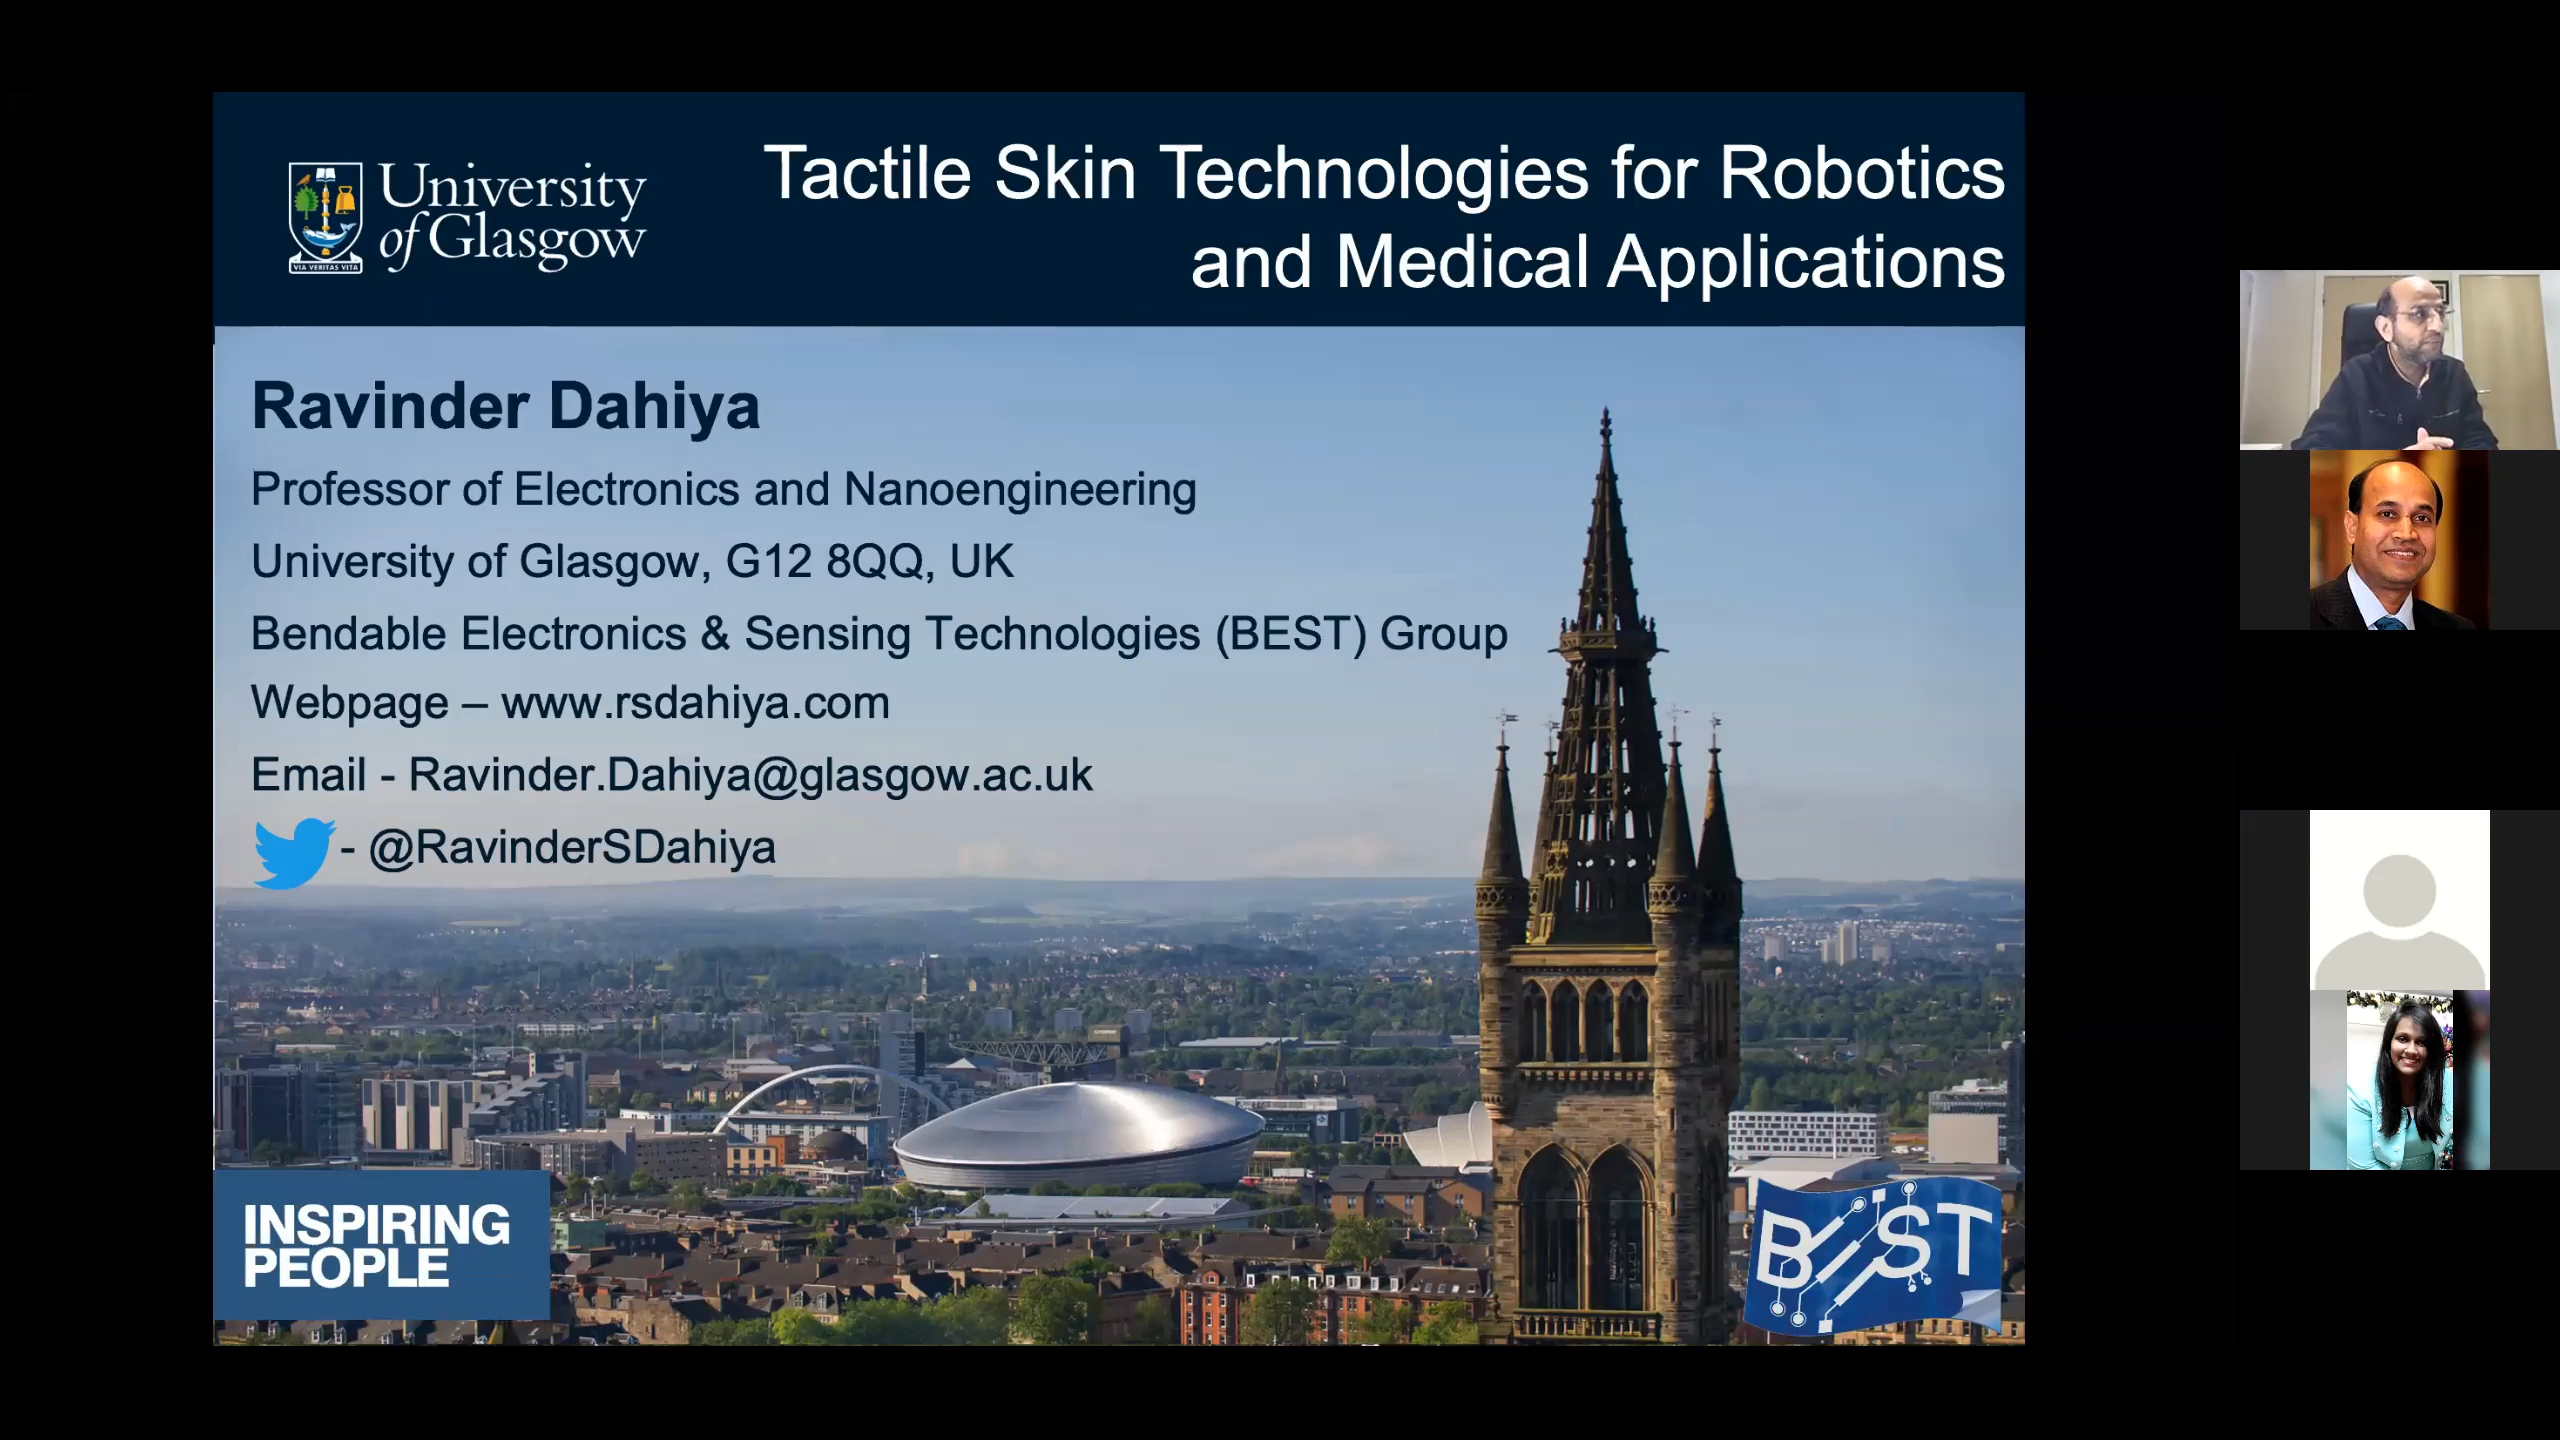 University
of Glasgow
VIA VERITAS VITA
Tactile Skin Technologies for Robotics
and Medical Applications
Ravinder Dahiya
Professor of Electronics and Nanoengineering
University of Glasgow, G12 8QQ, UK
Bendable Electronics & Sensing Technologies (BEST) Group
Webpage – www.rsdahiya.com
Email - Ravinder.Dahiya@glasgow.ac.uk
- @RavinderSDahiya
INSPIRING
PEOPLE
BEST